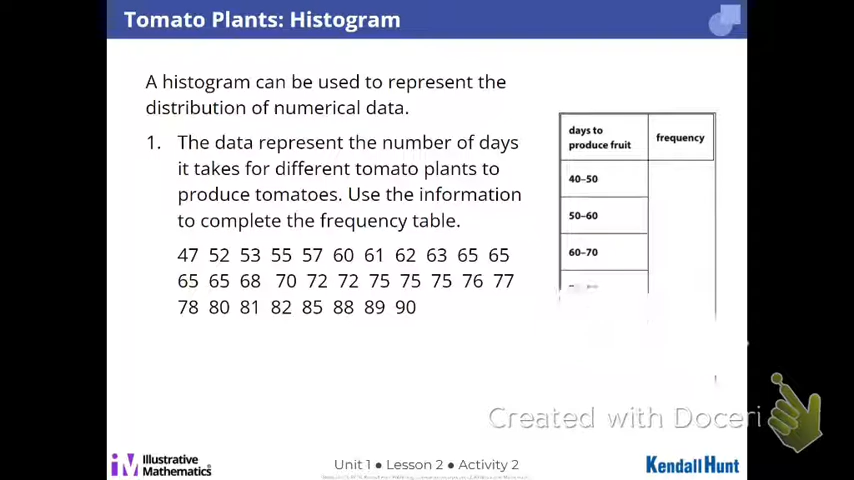 Tomato Plants: Histogram
A histogram can be used to represent the
distribution of numerical data.
1. The data represent the number of days
it takes for different tomato plants to
produce tomatoes. Use the information
to complete the frequency table.
47 52 53 55 57 60 61 62 63 65 65
65 65 68 70 72 72 75 75 75 76 77
78 80 81 82 85 88 89 90
days to
produce fruit
frequency
40–50
50–60
60–70
Created with Doceri
Illustrative
Mathematics
Unit 1 ● Lesson 2 ● Activity 2
Kendall Hunt